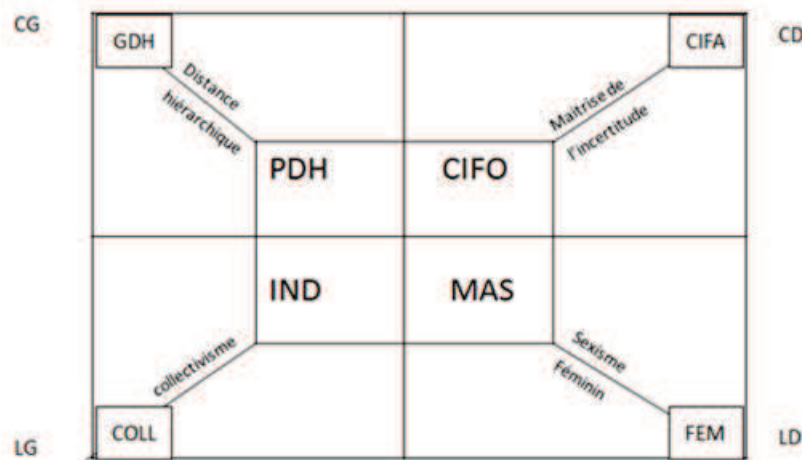 CG
GDH
CIFA
CD
Distance
hiérarchique
Maitrise de
l'incertitude
PDH
CIFO
IND
MAS
collectivisme
Sexisme
Féminin
LG
COLL
FEM
LD